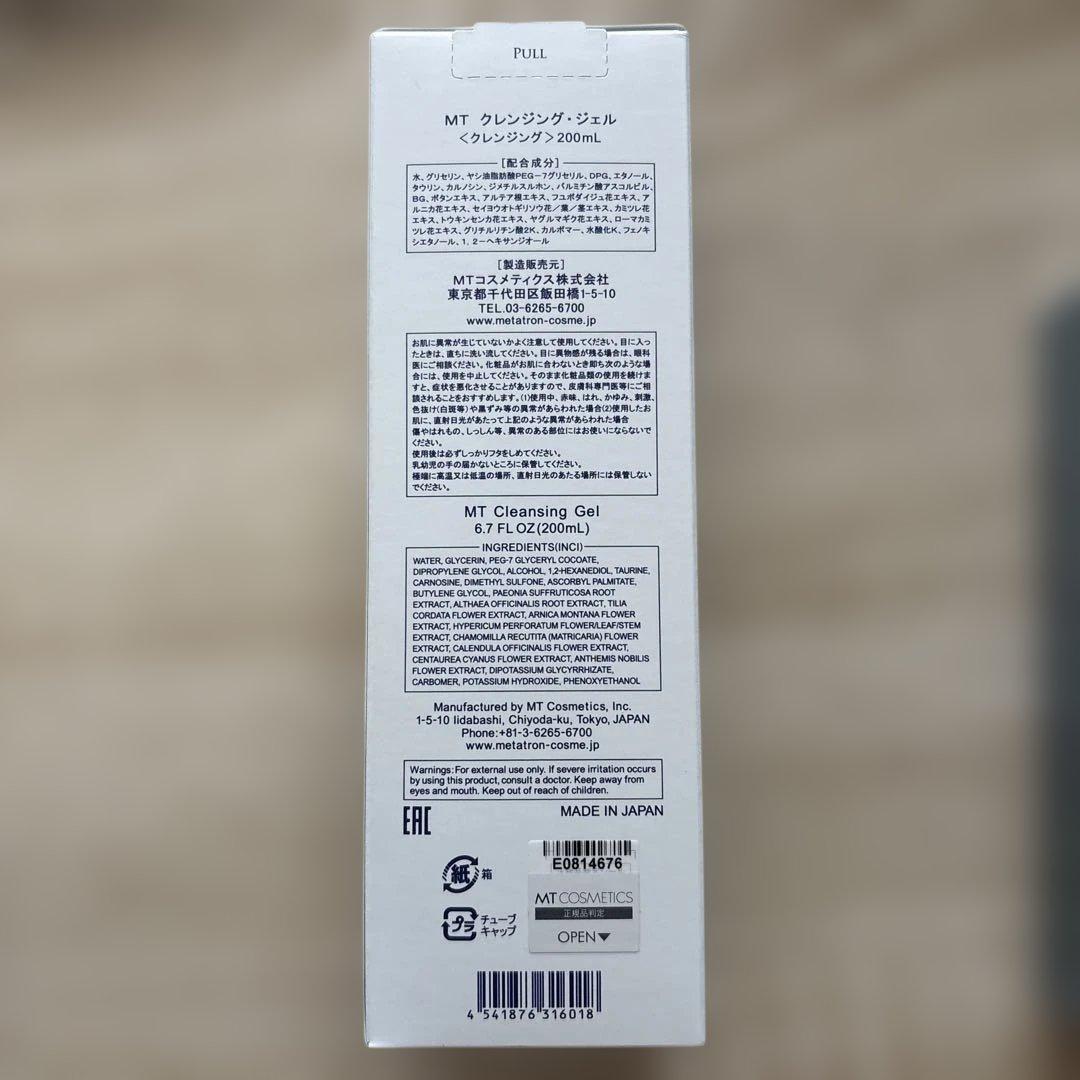 PULL
MT クレンジング・ジェル
＜クレンジング＞200mL
[配合成分]
水、グリセリン、ヤシ油脂肪酸PEG－7グリセリル、DPG、エタノール、
タウリン、カルノシン、ジメチルスルホン、パルミチン酸アスコルビル、
BG、ボタンエキス、アルテア根エキス、フユボダイジュ花エキス、ア
ルニカ花エキス、セイヨウオトギリソウ花／葉／茎エキス、カミツレ花
エキス、トウキンセンカ花エキス、ヤグルマギク花エキス、ローマカミ
ツレ花エキス、グリチルリチン酸2K、カルボマー、水酸化K、フェノキ
シエタノール、1，2－ヘキサンジオール
[製造販売元]
MTコスメティクス株式会社
東京都千代田区飯田橋1-5-10
TEL.03-6265-6700
www.metatron-cosme.jp
お肌に異常が生じていないかよく注意して使用してください。目に入っ
たときは、直ちに洗い流してください。目に異物感が残る場合は、眼科
医にご相談ください。化粧品がお肌に合わないとき即ち次のような場
合には、使用を中止してください。そのまま化粧品類の使用を続けま
すと、症状を悪化させることがありますので、皮膚科専門医等にご相
談されることをおすすめします。(1)使用中、赤味、はれ、かゆみ、刺激、
色抜け(白斑等)や黒ずみ等の異常があらわれた場合(2)使用したお
肌に、直射日光があたって上記のような異常があらわれた場合
傷やはれもの、しっしん等、異常のある部位にはお使いにならないで
ください。
使用後は必ずしっかりフタをしめてください。
乳幼児の手の届かないところに保管してください。
極端に高温又は低温の場所、直射日光のあたる場所には保管しない
でください。
MT Cleansing Gel
6.7 FL OZ(200mL)
INGREDIENTS(INCI)
WATER, GLYCERIN, PEG-7 GLYCERYL COCOATE,
DIPROPYLENE GLYCOL, ALCOHOL, 1,2-HEXANEDIOL, TAURINE,
CARNOSINE, DIMETHYL SULFONE, ASCORBYL PALMITATE,
BUTYLENE GLYCOL, PAEONIA SUFFRUTICOSA ROOT
EXTRACT, ALTHAEA OFFICINALIS ROOT EXTRACT, TILIA
CORDATA FLOWER EXTRACT, ARNICA MONTANA FLOWER
EXTRACT, HYPERICUM PERFORATUM FLOWER/LEAF/STEM
EXTRACT, CHAMOMILLA RECUTITA (MATRICARIA) FLOWER
EXTRACT, CALENDULA OFFICINALIS FLOWER EXTRACT,
CENTAUREA CYANUS FLOWER EXTRACT, ANTHEMIS NOBILIS
FLOWER EXTRACT, DIPOTASSIUM GLYCYRRHIZATE,
CARBOMER, POTASSIUM HYDROXIDE, PHENOXYETHANOL
Manufactured by MT Cosmetics, Inc.
1-5-10 Iidabashi, Chiyoda-ku, Tokyo, JAPAN
Phone:+81-3-6265-6700
www.metatron-cosme.jp
Warnings: For external use only. If severe irritation occurs
by using this product, consult a doctor. Keep away from
eyes and mouth. Keep out of reach of children.
EAC
MADE IN JAPAN
紙 箱
プラ チューブ
キャップ
E0814676
MT COSMETICS
正規品判定
OPEN▼
4 541876 316018